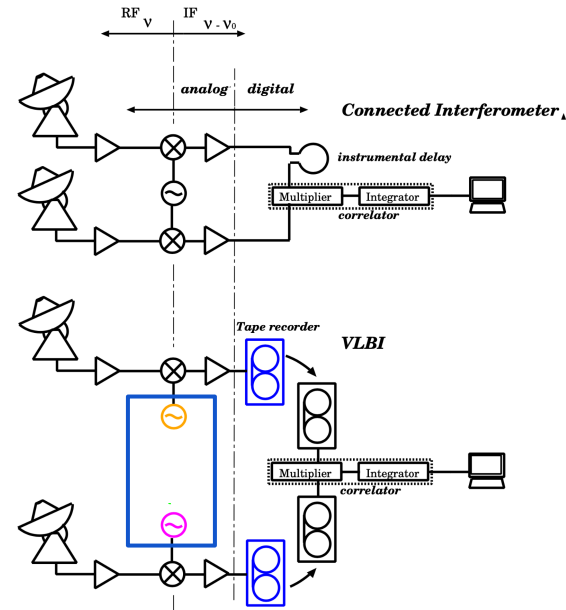 RF IF
ν ν - ν₀
analog digital
Connected Interferometer
instrumental delay
Multiplier Integrator
correlator
Tape recorder
VLBI
Multiplier Integrator
correlator